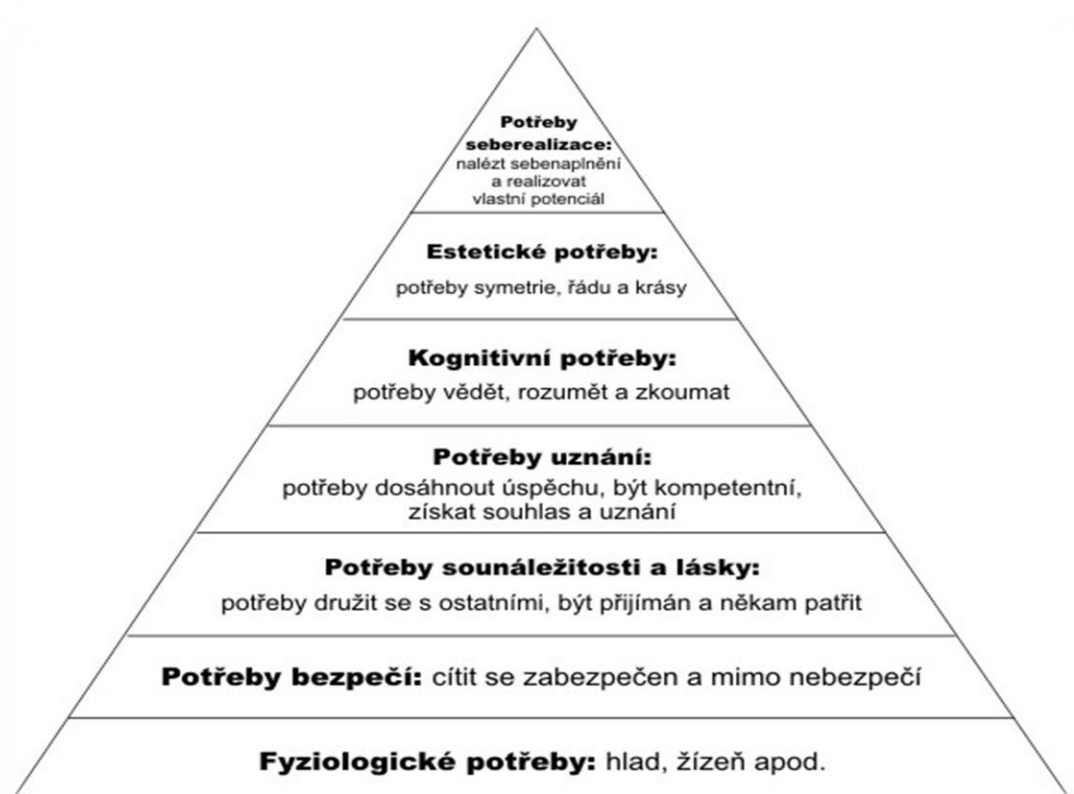 Potřeby
seberealizace:
nalézt sebenaplnění
a realizovat
vlastní potenciál
Estetické potřeby:
potřeby symetrie, řádu a krásy
Kognitivní potřeby:
potřeby vědět, rozumět a zkoumat
Potřeby uznání:
potřeby dosáhnout úspěchu, být kompetentní,
získat souhlas a uznání
Potřeby sounáležitosti a lásky:
potřeby družit se s ostatními, být přijímán a někam patřit
Potřeby bezpečí: cítit se zabezpečen a mimo nebezpečí
Fyziologické potřeby: hlad, žízeň apod.